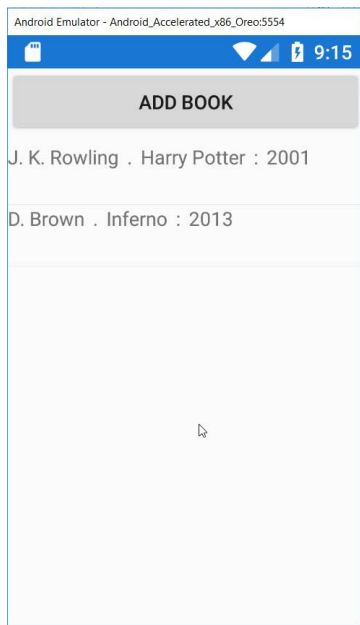 Android Emulator - Android_Accelerated_x86_Oreo:5554
9:15
ADD BOOK
J. K. Rowling . Harry Potter : 2001
D. Brown . Inferno : 2013